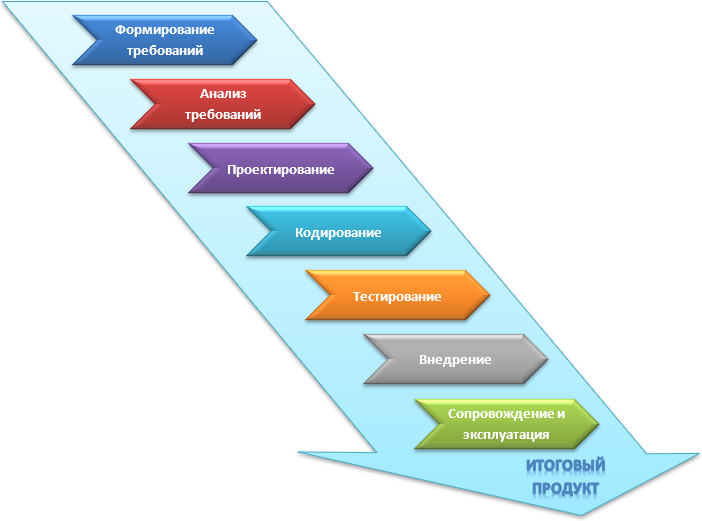 Формирование
требований
Анализ
требований
Проектирование
Кодирование
Тестирование
Внедрение
Сопровождение и
эксплуатация
ИТОГОВЫЙ
ПРОДУКТ